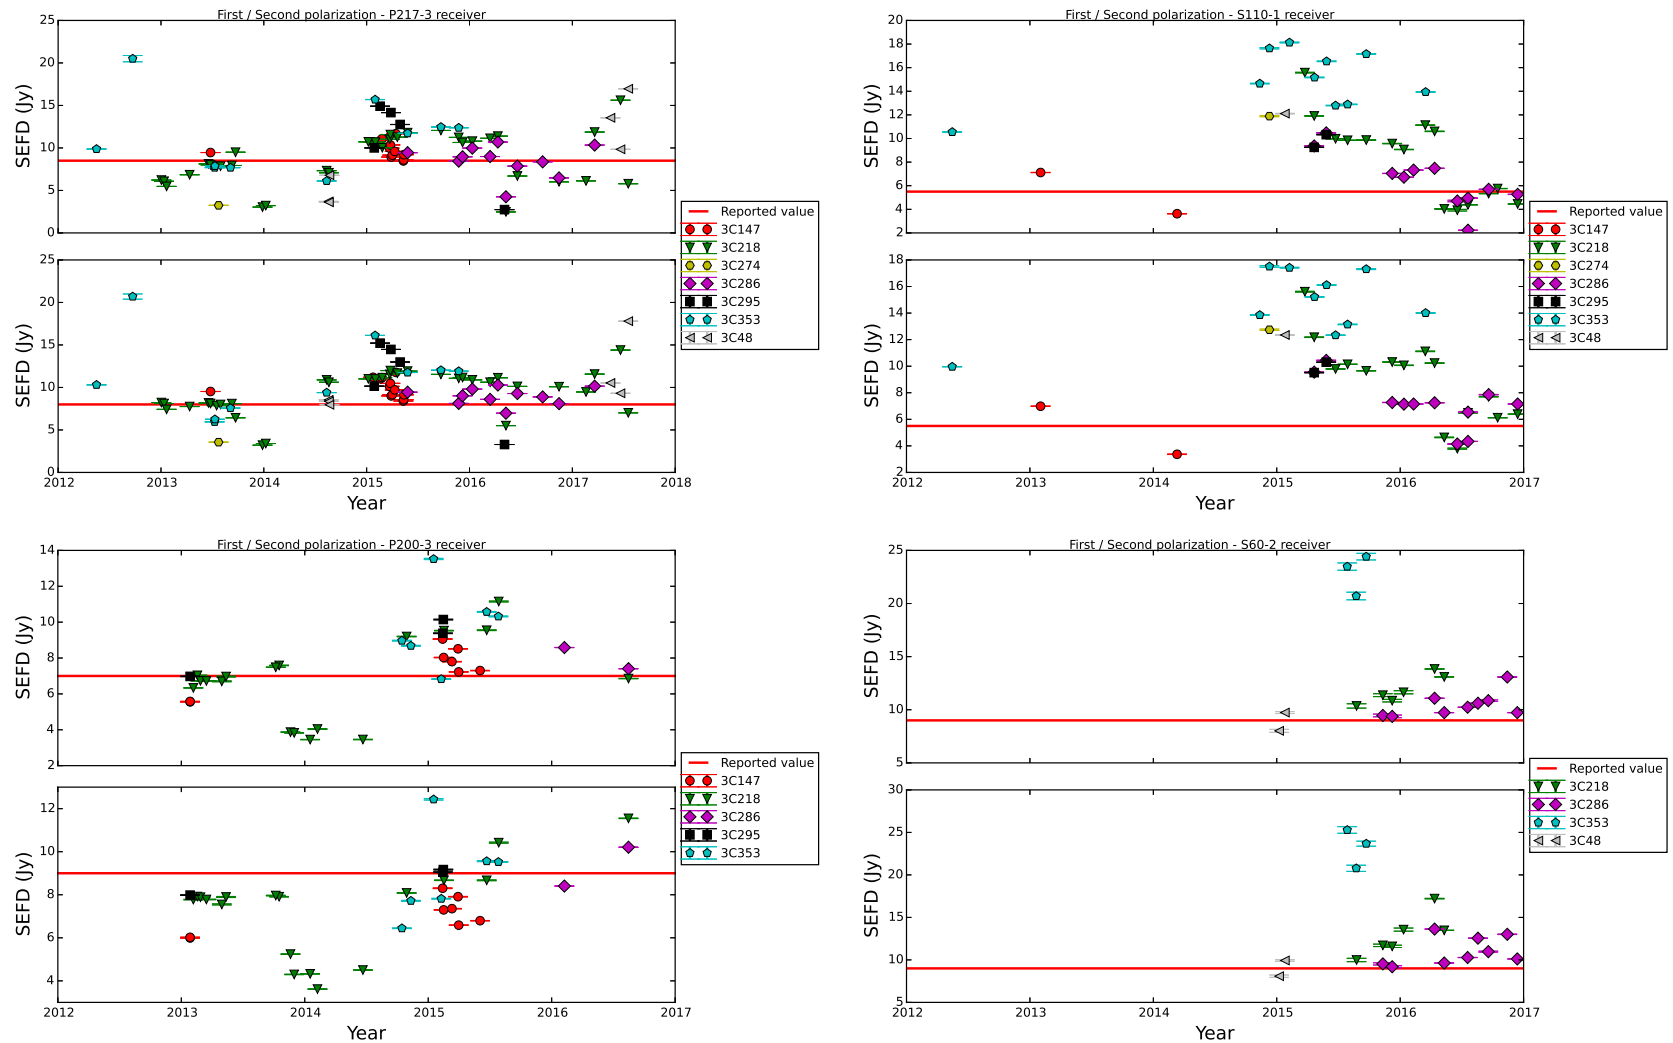 First / Second polarization - P217-3 receiver
25
20
15
10
5
0
SEFD (Jy)
2012 2013 2014 2015 2016 2017 2018
25
20
15
10
5
0
SEFD (Jy)
2012 2013 2014 2015 2016 2017 2018
Year
Reported value
3C147
3C218
3C274
3C286
3C295
3C353
3C48
First / Second polarization - S110-1 receiver
20
18
16
14
12
10
8
6
4
2
SEFD (Jy)
18
16
14
12
10
8
6
4
2
SEFD (Jy)
2012 2013 2014 2015 2016 2017
Year
Reported value
3C147
3C218
3C274
3C286
3C295
3C353
3C48
First / Second polarization - P200-3 receiver
14
12
10
8
6
4
2
SEFD (Jy)
12
10
8
6
4
SEFD (Jy)
2012 2013 2014 2015 2016 2017
Year
Reported value
3C147
3C218
3C286
3C295
3C353
First / Second polarization - S60-2 receiver
25
20
15
10
5
SEFD (Jy)
30
25
20
15
10
5
SEFD (Jy)
2012 2013 2014 2015 2016 2017
Year
Reported value
3C218
3C286
3C353
3C48